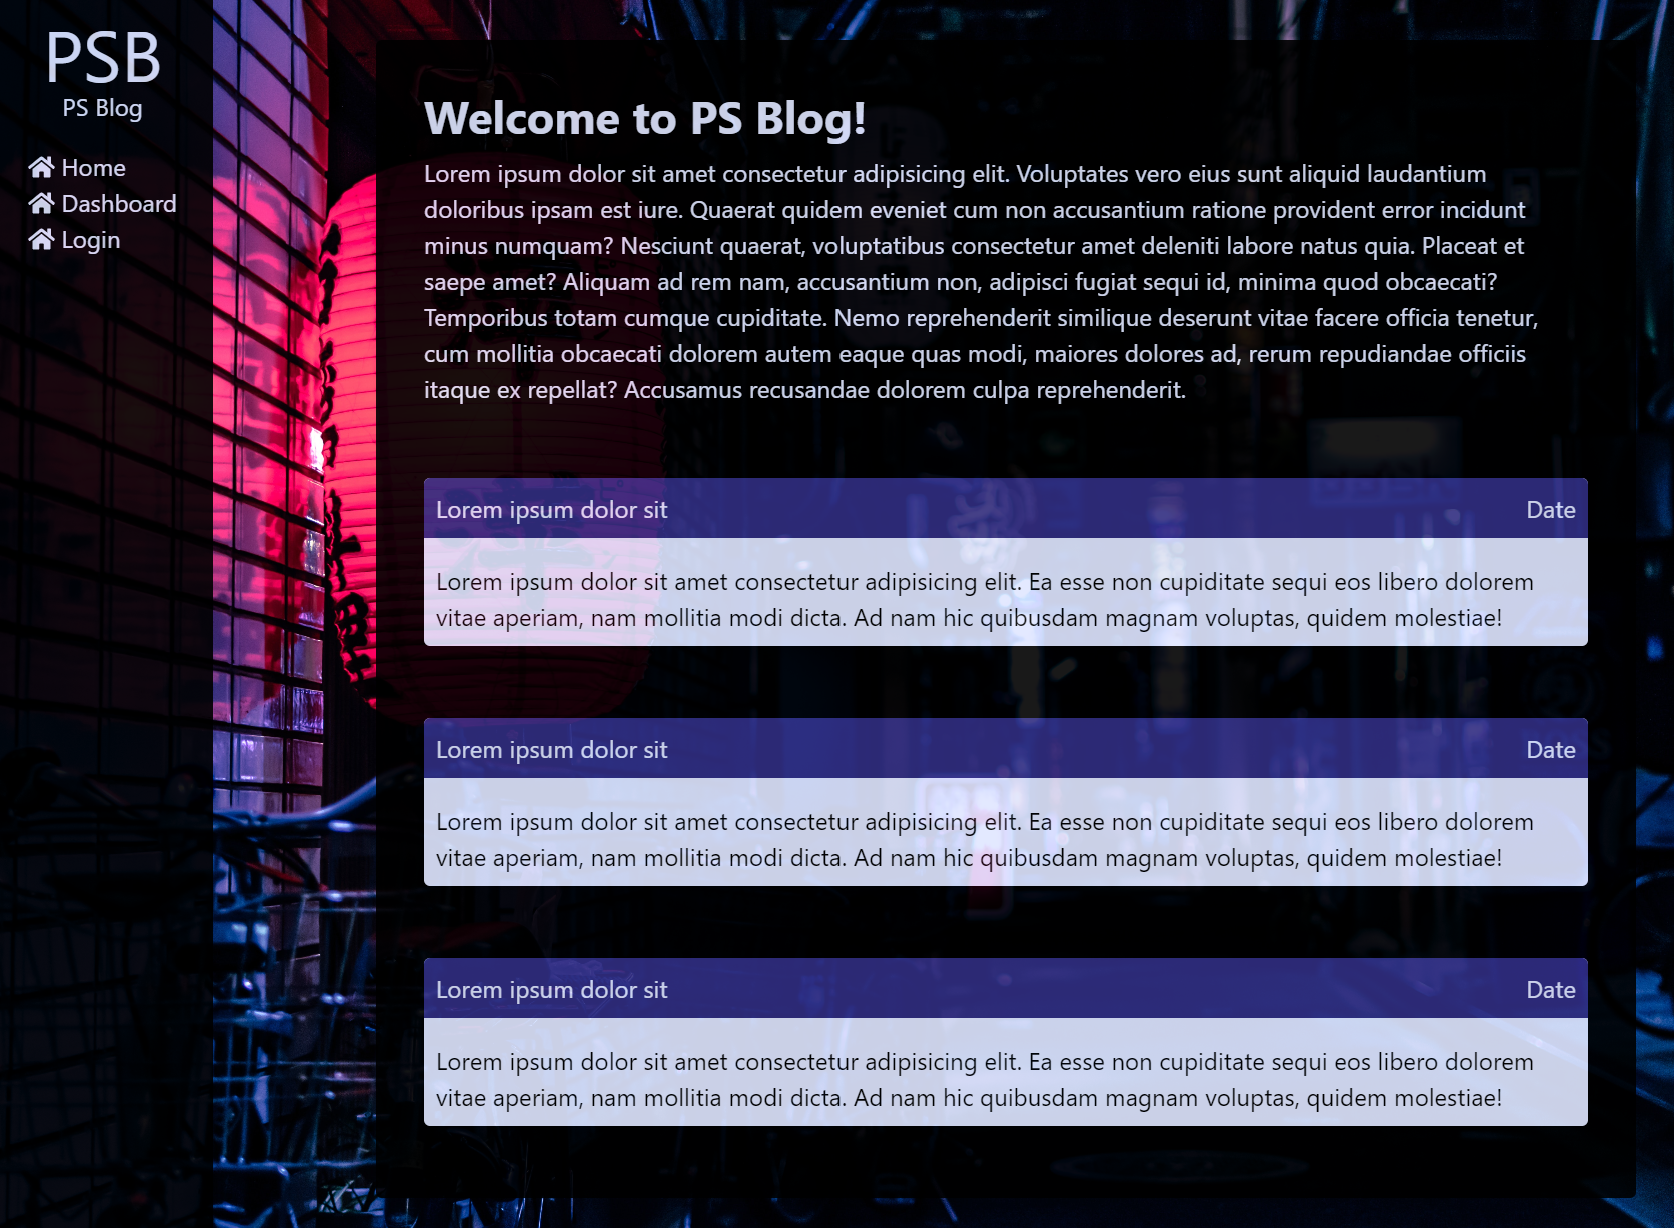 PSB
PS Blog
Home
Dashboard
Login
Welcome to PS Blog!
Lorem ipsum dolor sit amet consectetur adipisicing elit. Voluptates vero eius sunt aliquid laudantium
doloribus ipsam est iure. Quaerat quidem eveniet cum non accusantium ratione provident error incidunt
minus numquam? Nesciunt quaerat, voluptatibus consectetur amet deleniti labore natus quia. Placeat et
saepe amet? Aliquam ad rem nam, accusantium non, adipisci fugiat sequi id, minima quod obcaecati?
Temporibus totam cumque cupiditate. Nemo reprehenderit similique deserunt vitae facere officia tenetur,
cum mollitia obcaecati dolorem autem eaque quas modi, maiores dolores ad, rerum repudiandae officiis
itaque ex repellat? Accusamus recusandae dolorem culpa reprehenderit.
Lorem ipsum dolor sit Date
Lorem ipsum dolor sit amet consectetur adipisicing elit. Ea esse non cupiditate sequi eos libero dolorem
vitae aperiam, nam mollitia modi dicta. Ad nam hic quibusdam magnam voluptas, quidem molestiae!
Lorem ipsum dolor sit Date
Lorem ipsum dolor sit amet consectetur adipisicing elit. Ea esse non cupiditate sequi eos libero dolorem
vitae aperiam, nam mollitia modi dicta. Ad nam hic quibusdam magnam voluptas, quidem molestiae!
Lorem ipsum dolor sit Date
Lorem ipsum dolor sit amet consectetur adipisicing elit. Ea esse non cupiditate sequi eos libero dolorem
vitae aperiam, nam mollitia modi dicta. Ad nam hic quibusdam magnam voluptas, quidem molestiae!